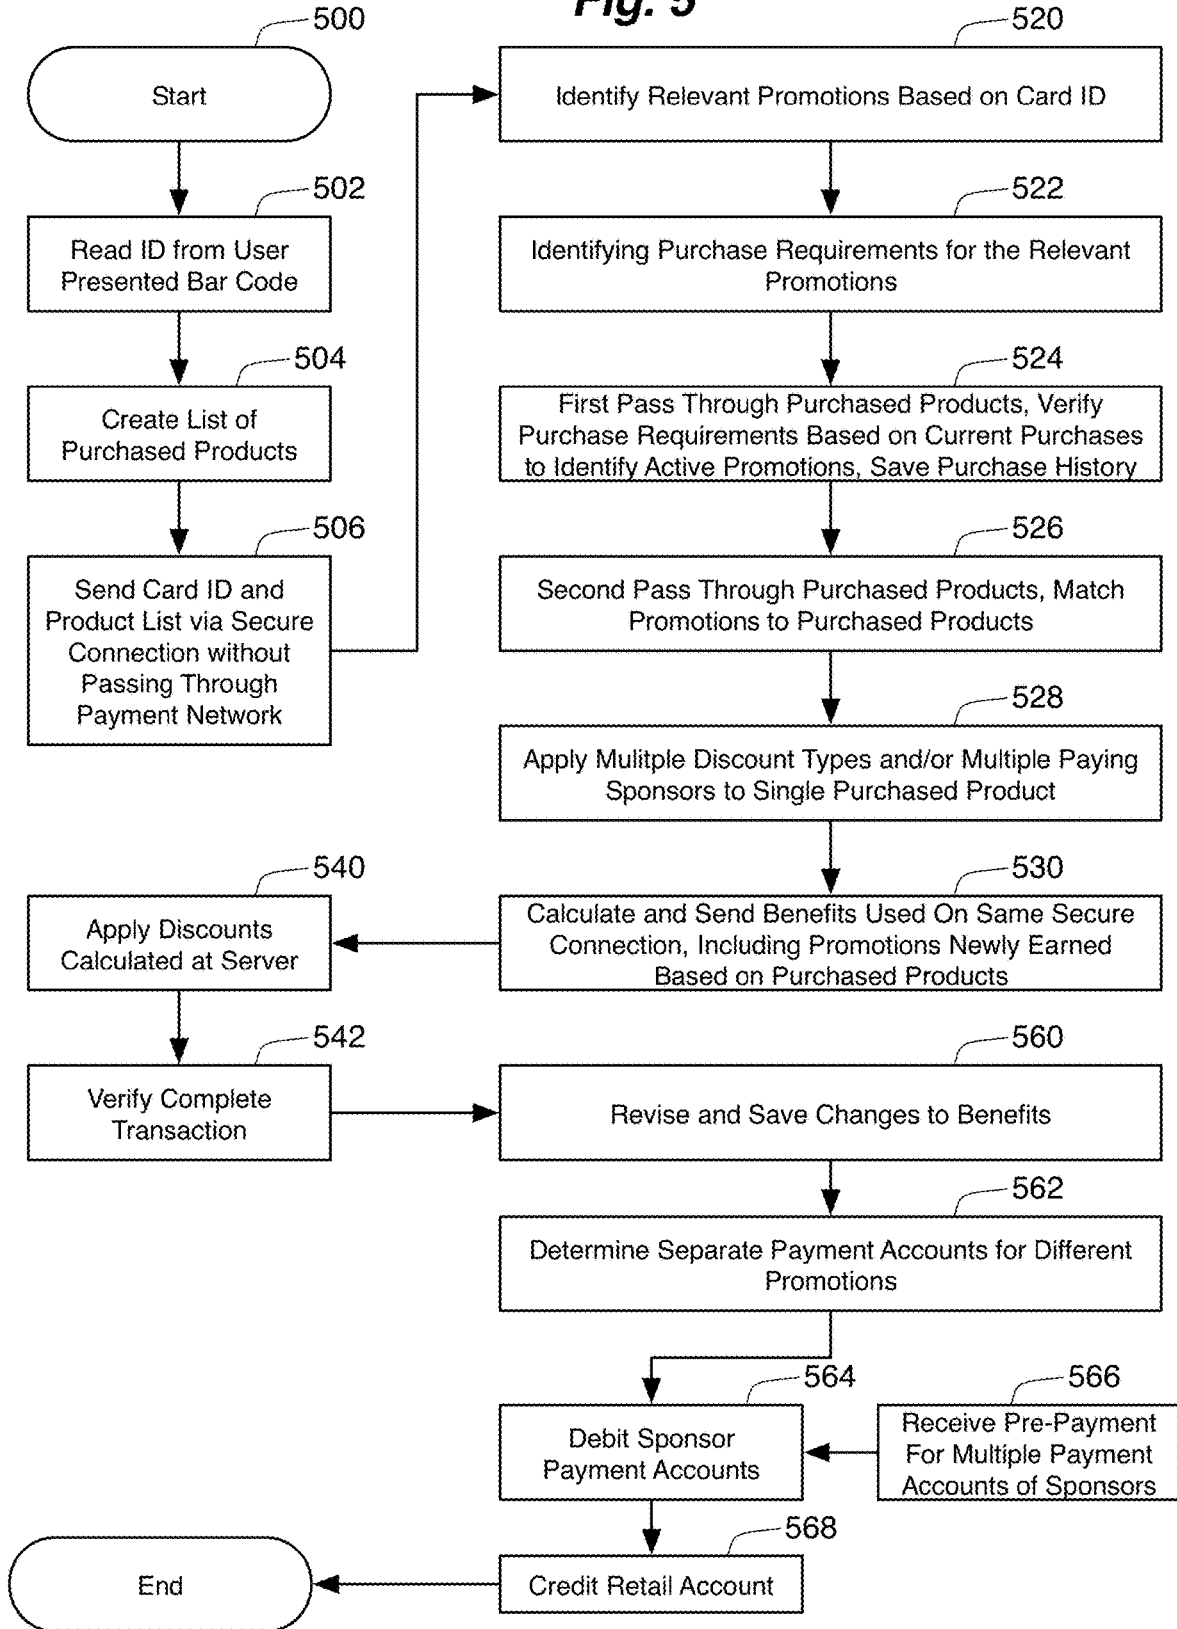 Fig. 5
500
Start
502
Read ID from User
Presented Bar Code
504
Create List of
Purchased Products
506
Send Card ID and
Product List via Secure
Connection without
Passing Through
Payment Network
520
Identify Relevant Promotions Based on Card ID
522
Identifying Purchase Requirements for the Relevant
Promotions
524
First Pass Through Purchased Products, Verify
Purchase Requirements Based on Current Purchases
to Identify Active Promotions, Save Purchase History
526
Second Pass Through Purchased Products, Match
Promotions to Purchased Products
528
Apply Mulitple Discount Types and/or Multiple Paying
Sponsors to Single Purchased Product
530
Calculate and Send Benefits Used On Same Secure
Connection, Including Promotions Newly Earned
Based on Purchased Products
540
Apply Discounts
Calculated at Server
542
Verify Complete
Transaction
560
Revise and Save Changes to Benefits
562
Determine Separate Payment Accounts for Different
Promotions
564
Debit Sponsor
Payment Accounts
566
Receive Pre-Payment
For Multiple Payment
Accounts of Sponsors
568
Credit Retail Account
End